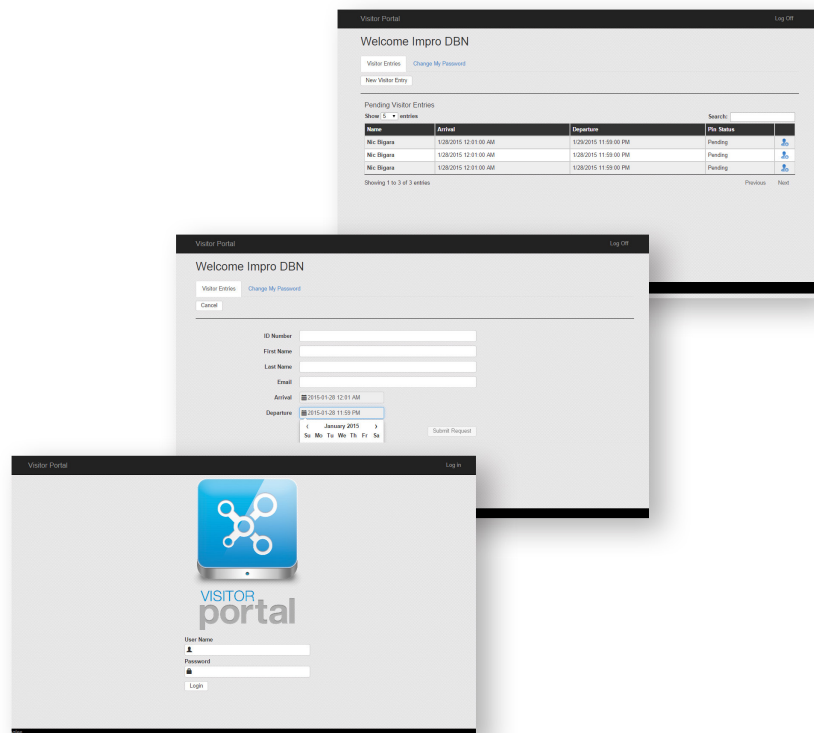 Visitor Portal Log Off
Welcome Impro DBN
Visitor Entries Change My Password
New Visitor Entry
Pending Visitor Entries
Show 5 entries Search:
Name Arrival Departure Pin Status
Nic Bigara 1/28/2015 12:01:00 AM 1/29/2015 11:59:00 PM Pending
Nic Bigara 1/28/2015 12:01:00 AM 1/28/2015 11:59:00 PM Pending
Nic Bigara 1/28/2015 12:01:00 AM 1/28/2015 11:59:00 PM Pending
Showing 1 to 3 of 3 entries Previous Next
Visitor Portal Log Off
Welcome Impro DBN
Visitor Entries Change My Password
Cancel
ID Number
First Name
Last Name
Email
Arrival 2015-01-28 12:01 AM
Departure 2015-01-28 11:59 PM
‹ January 2015 ›
Su Mo Tu We Th Fr Sa
Submit Request
Visitor Portal Log in
VISITOR
portal
User Name
Password
Login